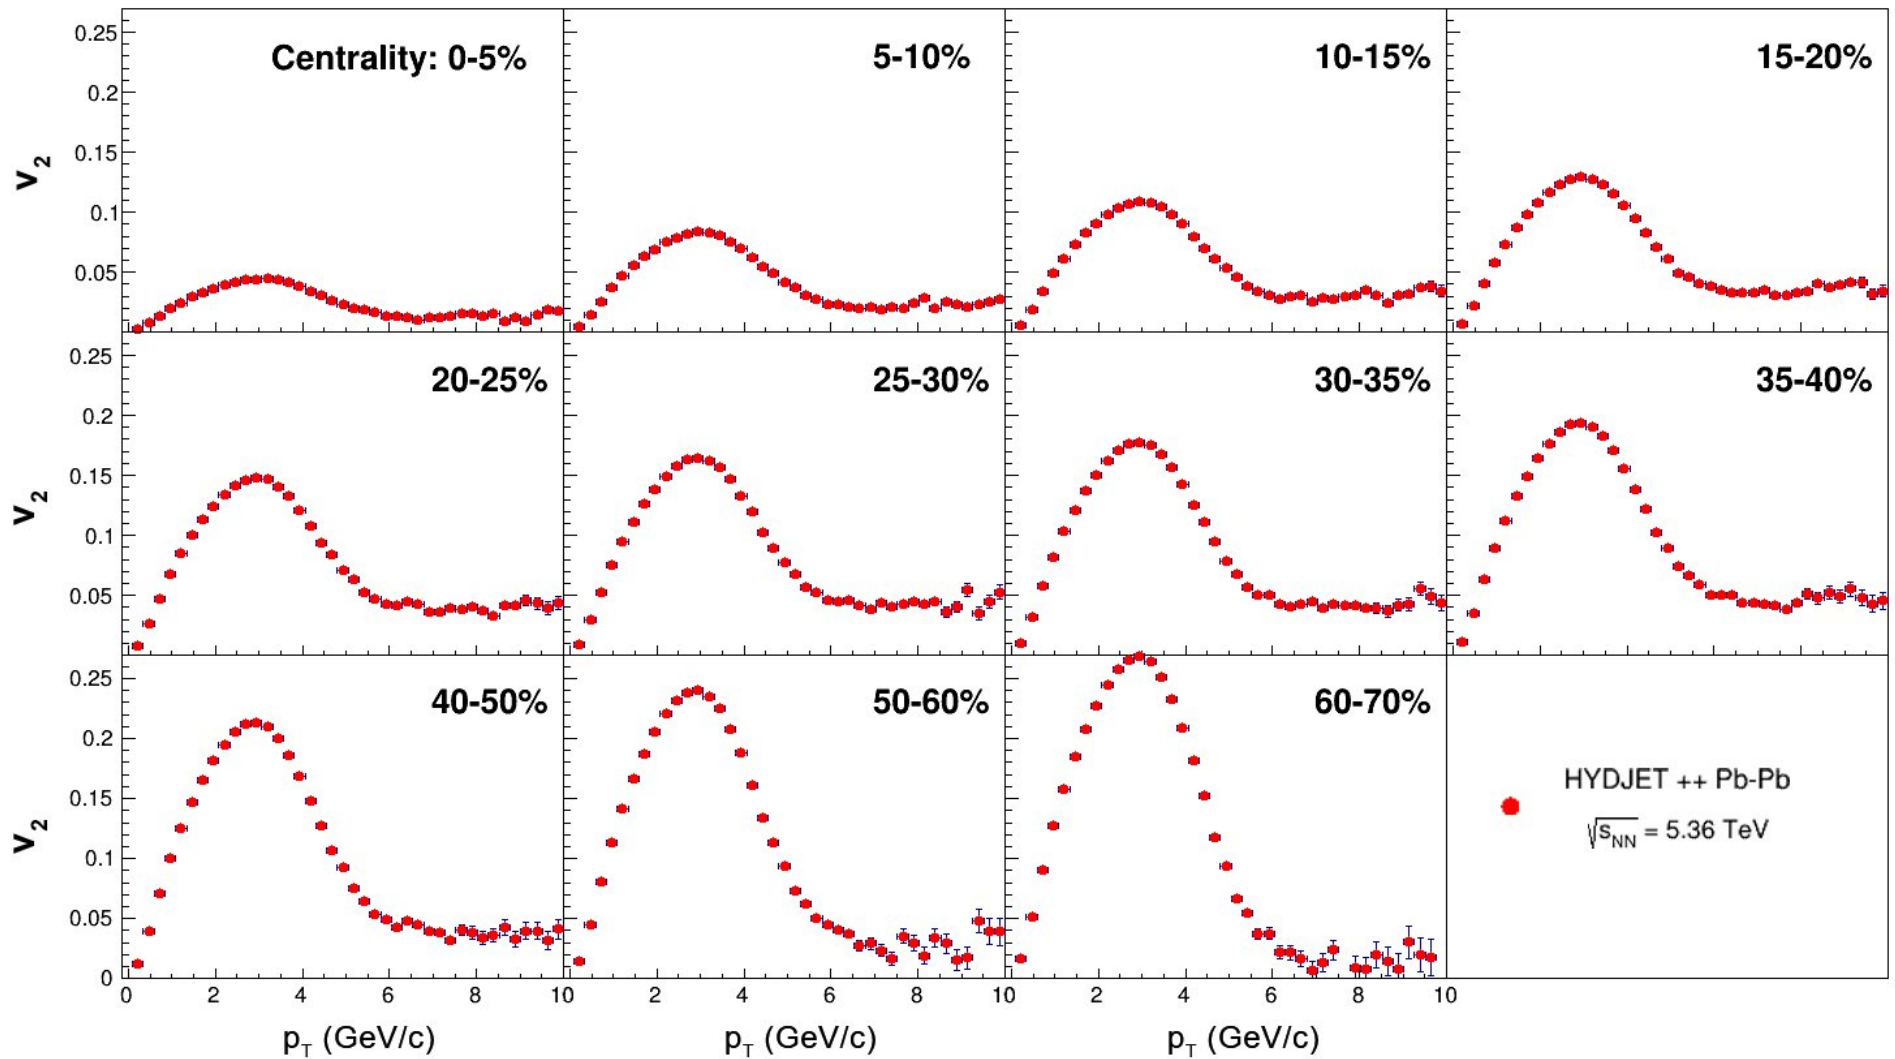 0.25
Centrality: 0-5%
5-10%
10-15%
15-20%
0.2
0.15
v2
0.1
0.05
0.25
20-25%
25-30%
30-35%
35-40%
0.2
0.15
v2
0.1
0.05
0.25
40-50%
50-60%
60-70%
0.2
HYDJET ++ Pb-Pb
0.15
√sNN = 5.36 TeV
v2
0.1
0.05
0
0 2 4 6 8 10
2 4 6 8 10
2 4 6 8 10
pT (GeV/c)
pT (GeV/c)
pT (GeV/c)